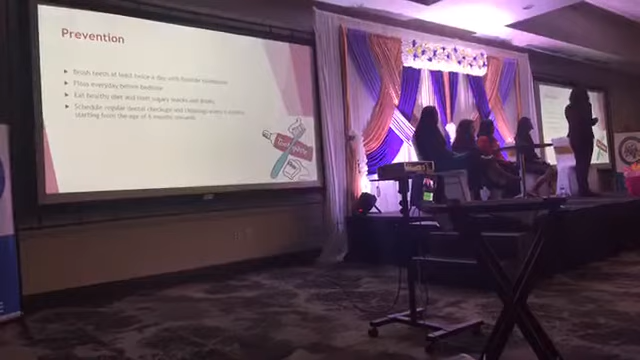 Prevention
▸ Brush teeth at least twice a day with fluoride toothpaste
▸ Floss everyday before bedtime
▸ Eat healthy diet and limit sugary snacks and drinks
▸ Schedule regular dental checkups and cleanings every 6 months
starting from the age of 6 months onwards